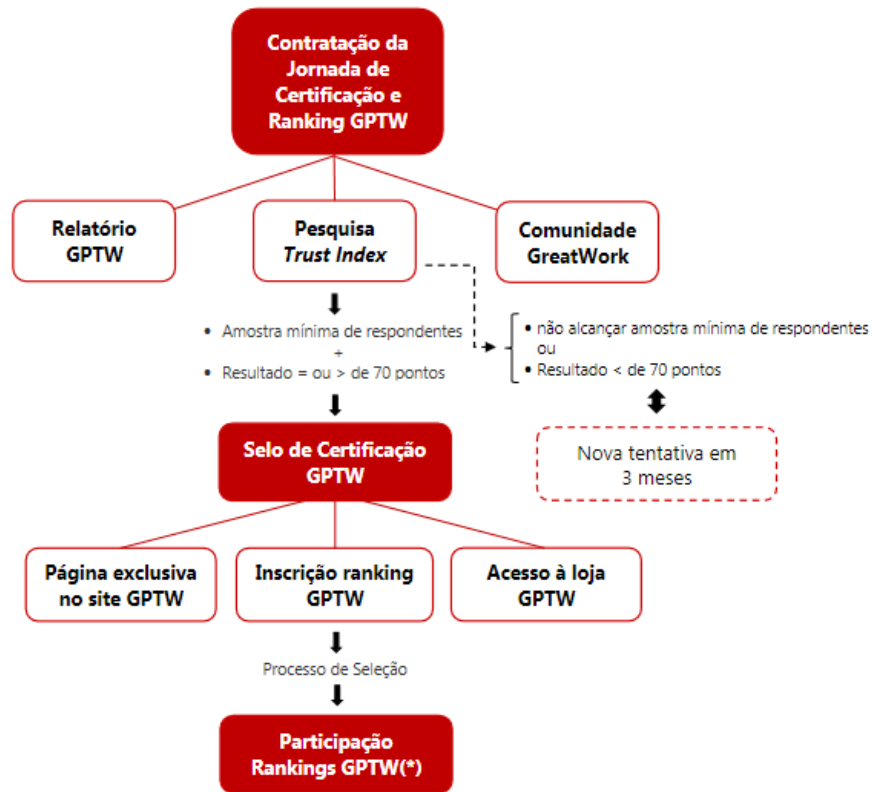 Contratação da
Jornada de
Certificação e
Ranking GPTW
Relatório
GPTW
Pesquisa
Trust Index
Comunidade
GreatWork
• Amostra mínima de respondentes
+
• Resultado = ou > de 70 pontos
• não alcançar amostra mínima de respondentes
ou
• Resultado < de 70 pontos
Nova tentativa em
3 meses
Selo de Certificação
GPTW
Página exclusiva
no site GPTW
Inscrição ranking
GPTW
Acesso à loja
GPTW
Processo de Seleção
Participação
Rankings GPTW(*)